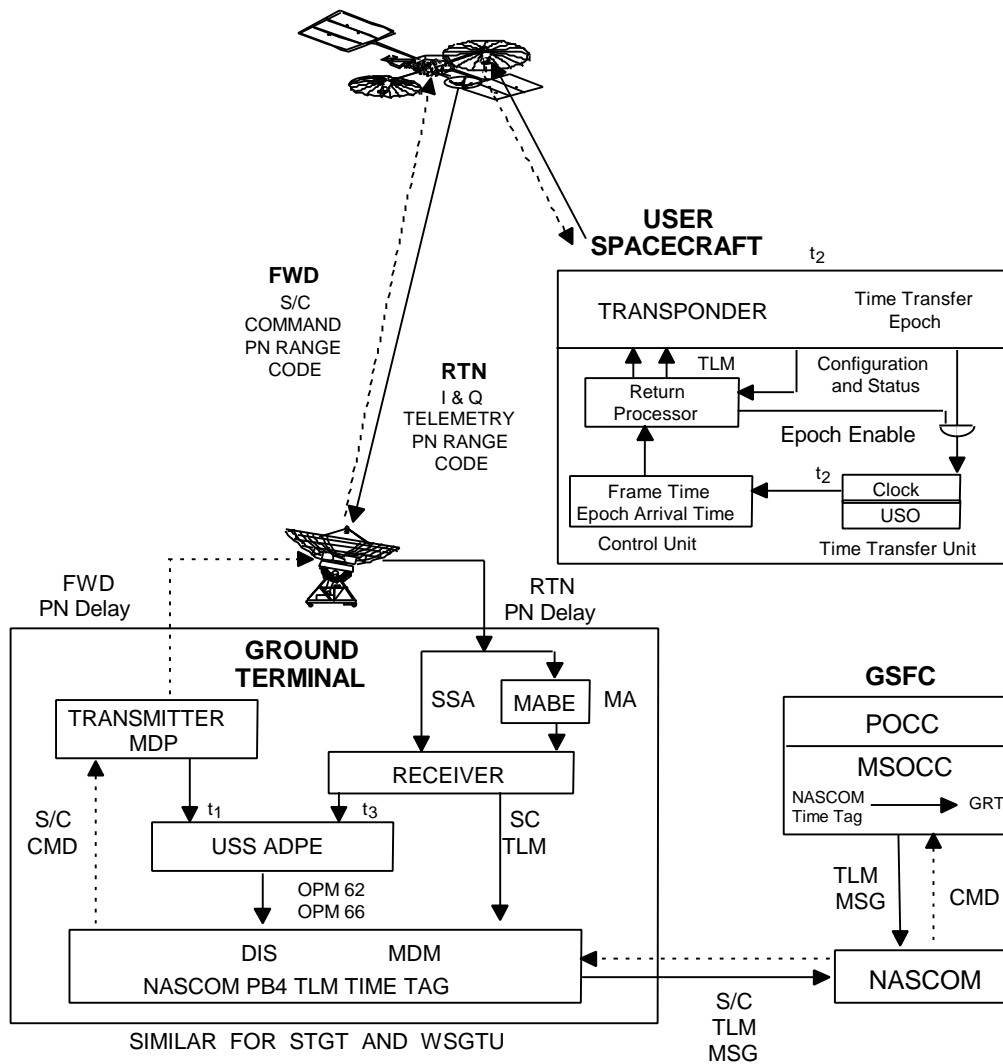 USER
SPACECRAFT
FWD
S/C
COMMAND
PN RANGE
CODE
RTN
I & Q
TELEMETRY
PN RANGE
CODE
t2
TRANSPONDER
Time Transfer
Epoch
TLM
Configuration
and Status
Return
Processor
Epoch Enable
t2
Clock
USO
Frame Time
Epoch Arrival Time
Control Unit
Time Transfer Unit
FWD
PN Delay
RTN
PN Delay
GROUND
TERMINAL
SSA
MABE
MA
TRANSMITTER
MDP
RECEIVER
S/C
CMD
t1
t3
SC
TLM
USS ADPE
OPM 62
OPM 66
DIS
MDM
NASCOM PB4 TLM TIME TAG
SIMILAR FOR STGT AND WSGTU
S/C
TLM
MSG
GSFC
POCC
MSOCC
NASCOM
Time Tag
GRT
TLM
MSG
CMD
NASCOM